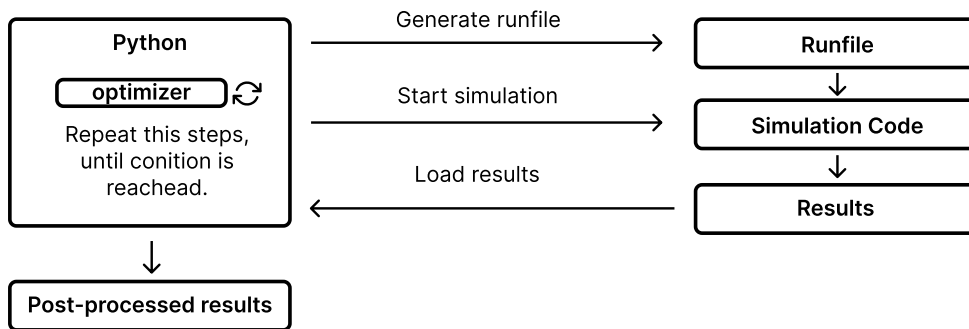 Python
optimizer
Repeat this steps,
until conition is
reachead.
Generate runfile
Start simulation
Load results
Runfile
Simulation Code
Results
Post-processed results